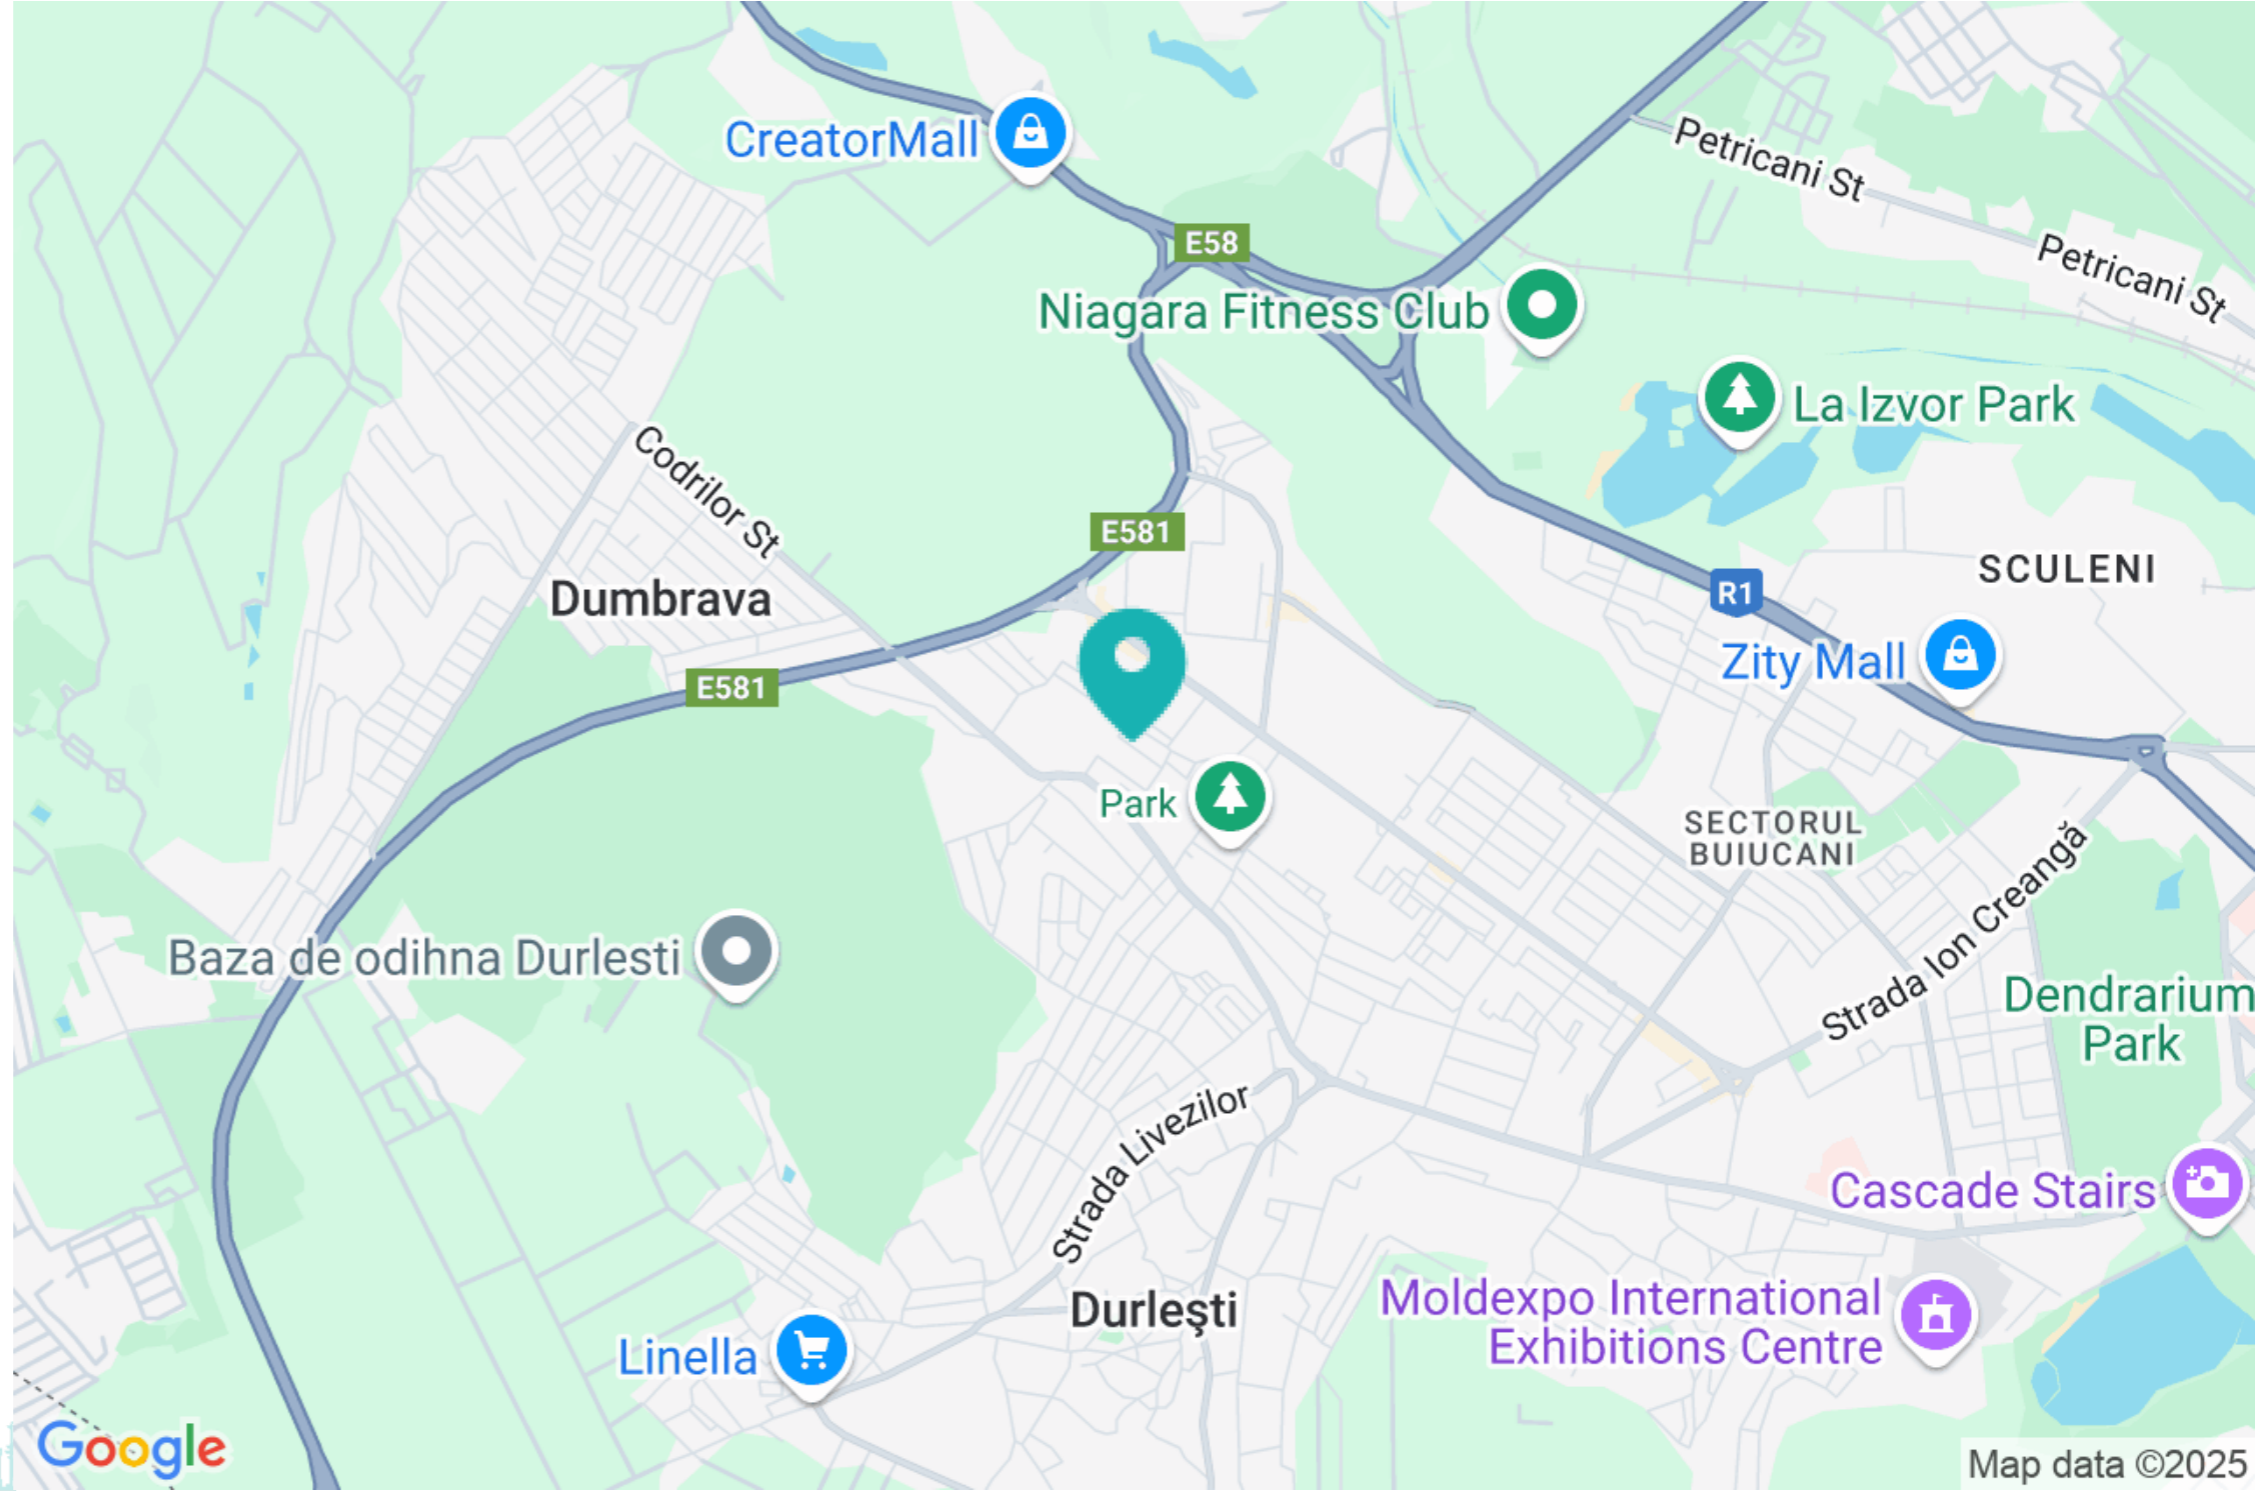 CreatorMall
Petricani St
E58
Petricani St
Niagara Fitness Club
La Izvor Park
Codrilor St
E581
SCULENI
Dumbrava
R1
Zity Mall
E581
Park
SECTORUL
BUIUCANI
Strada Ion Creangă
Baza de odihna Durlesti
Dendrarium
Park
Strada Livezilor
Cascade Stairs
Durleşti
Moldexpo International
Exhibitions Centre
Linella
Google
Map data ©2025